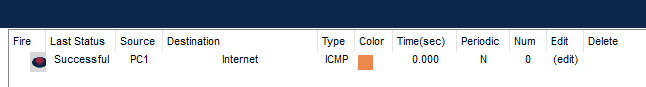 Fire Last Status Source Destination Type Color Time(sec) Periodic Num Edit Delete
Successful PC1 Internet ICMP 0.000 N 0 (edit)